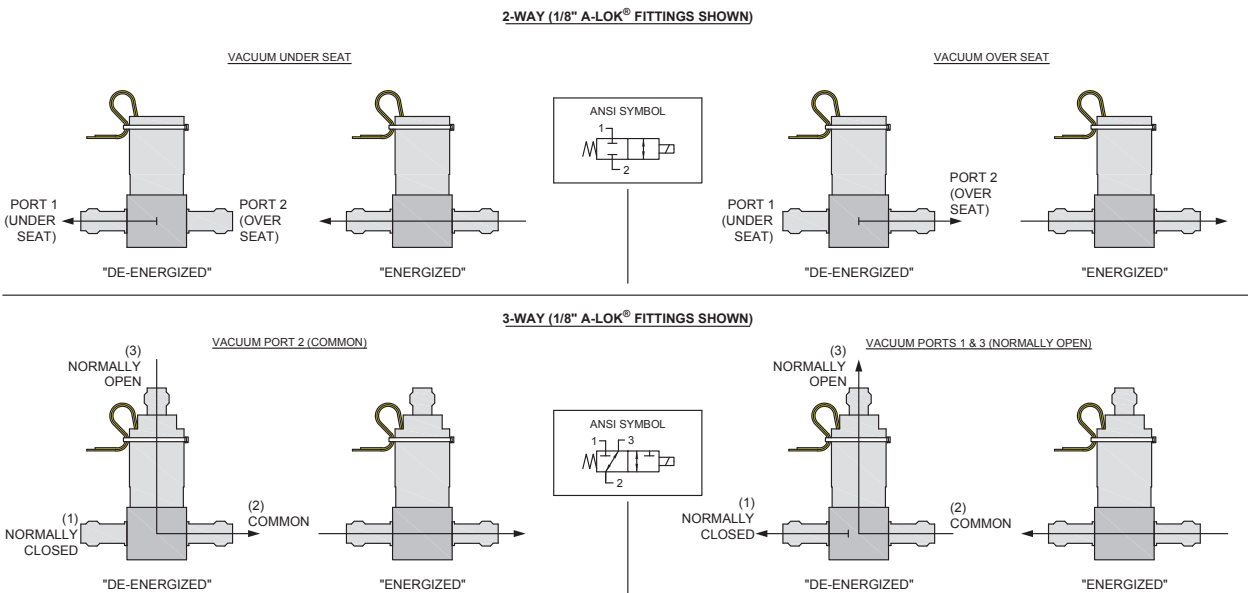 2-WAY (1/8" A-LOK® FITTINGS SHOWN)
VACUUM UNDER SEAT
VACUUM OVER SEAT
ANSI SYMBOL
1
2
PORT 1
(UNDER
SEAT)
PORT 2
(OVER
SEAT)
"DE-ENERGIZED"
"ENERGIZED"
PORT 1
(UNDER
SEAT)
PORT 2
(OVER
SEAT)
"DE-ENERGIZED"
"ENERGIZED"
3-WAY (1/8" A-LOK® FITTINGS SHOWN)
VACUUM PORT 2 (COMMON)
VACUUM PORTS 1 & 3 (NORMALLY OPEN)
(3)
NORMALLY
OPEN
(1)
NORMALLY
CLOSED
(2)
COMMON
"DE-ENERGIZED"
"ENERGIZED"
ANSI SYMBOL
1 3
2
(3)
NORMALLY
OPEN
(1)
NORMALLY
CLOSED
(2)
COMMON
"DE-ENERGIZED"
"ENERGIZED"